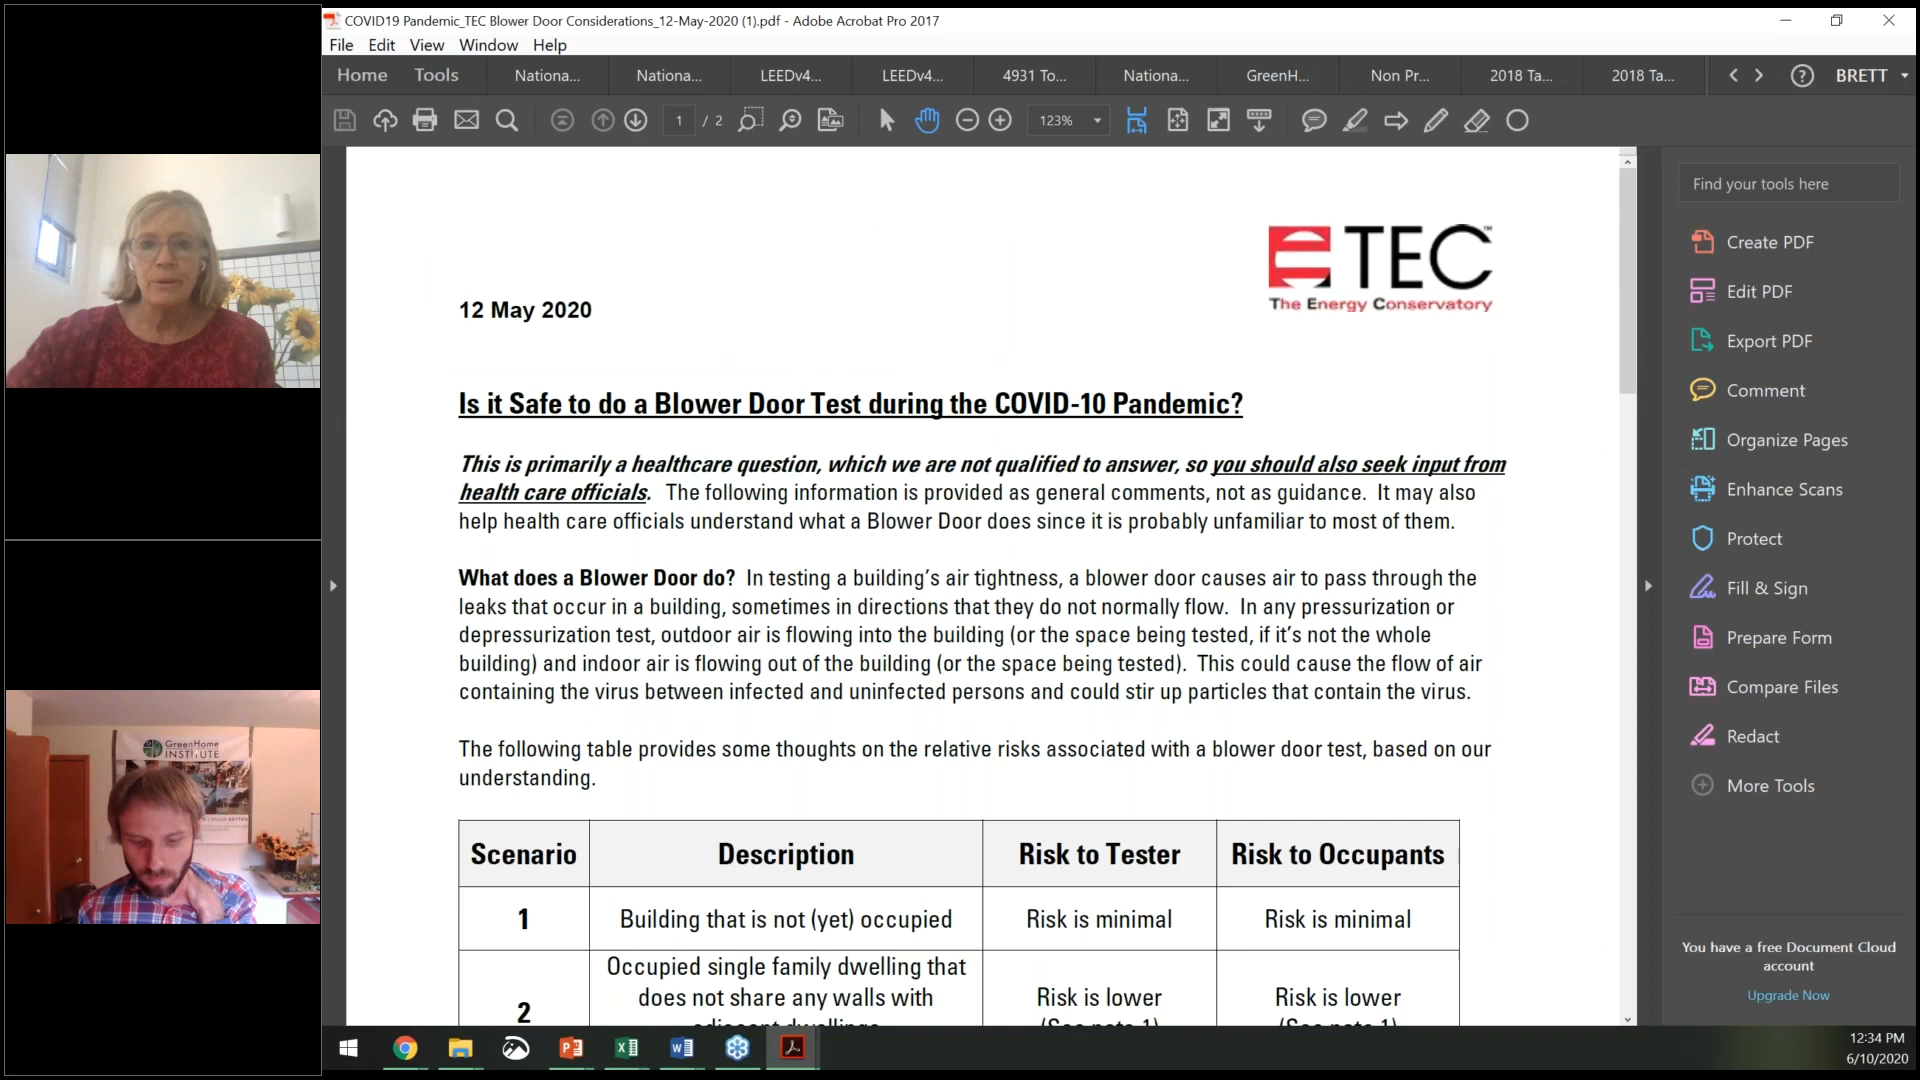 COVID19 Pandemic_TEC Blower Door Considerations_12-May-2020 (1).pdf - Adobe Acrobat Pro 2017
File Edit View Window Help
Home Tools Nationa... Nationa... LEEDv4... LEEDv4... 4931 To... Nationa... GreenH... Non Pr... 2018 Ta... 2018 Ta... BRETT
1 / 2 123%
TEC
The Energy Conservatory
12 May 2020
Is it Safe to do a Blower Door Test during the COVID-10 Pandemic?
This is primarily a healthcare question, which we are not qualified to answer, so you should also seek input from
health care officials. The following information is provided as general comments, not as guidance. It may also
help health care officials understand what a Blower Door does since it is probably unfamiliar to most of them.
What does a Blower Door do? In testing a building's air tightness, a blower door causes air to pass through the
leaks that occur in a building, sometimes in directions that they do not normally flow. In any pressurization or
depressurization test, outdoor air is flowing into the building (or the space being tested, if it's not the whole
building) and indoor air is flowing out of the building (or the space being tested). This could cause the flow of air
containing the virus between infected and uninfected persons and could stir up particles that contain the virus.
The following table provides some thoughts on the relative risks associated with a blower door test, based on our
understanding.
Scenario Description Risk to Tester Risk to Occupants
1 Building that is not (yet) occupied Risk is minimal Risk is minimal
2 Occupied single family dwelling that
does not share any walls with
adjacent dwellings
Risk is lower
(See note 1)
Risk is lower
(See note 1)
Find your tools here
Create PDF
Edit PDF
Export PDF
Comment
Organize Pages
Enhance Scans
Protect
Fill & Sign
Prepare Form
Compare Files
Redact
More Tools
You have a free Document Cloud
account
Upgrade Now
GreenHome
INSTITUTE
12:34 PM
6/10/2020